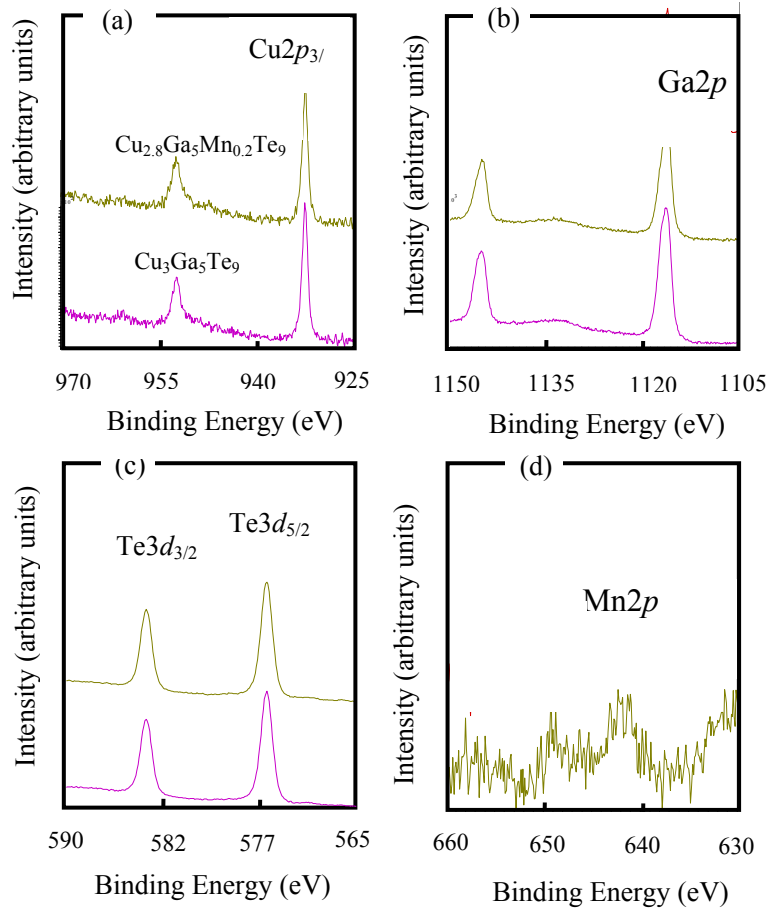 (a)
Cu2p3/
Cu2.8Ga5Mn0.2Te9
Cu3Ga5Te9
Intensity (arbitrary units)
970 955 940 925
Binding Energy (eV)
(b)
Ga2p
Intensity (arbitrary units)
1150 1135 1120 1105
Binding Energy (eV)
(c)
Te3d3/2
Te3d5/2
Intensity (arbitrary units)
590 582 577 565
Binding Energy (eV)
(d)
Mn2p
Intensity (arbitrary units)
660 650 640 630
Binding Energy (eV)